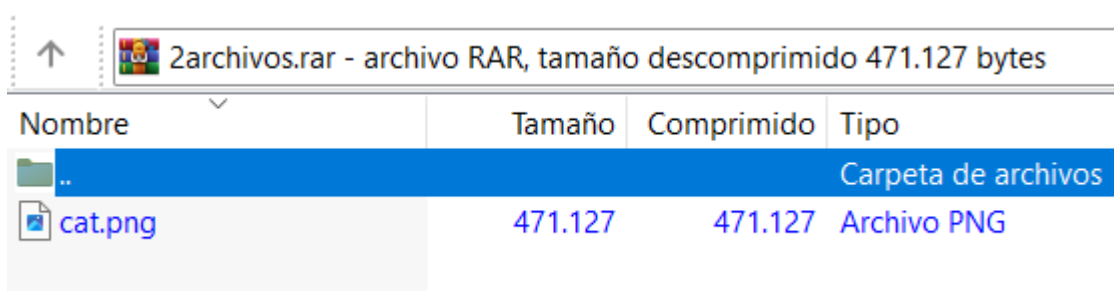 2archivos.rar - archivo RAR, tamaño descomprimido 471.127 bytes
Nombre Tamaño Comprimido Tipo
.. Carpeta de archivos
cat.png 471.127 471.127 Archivo PNG